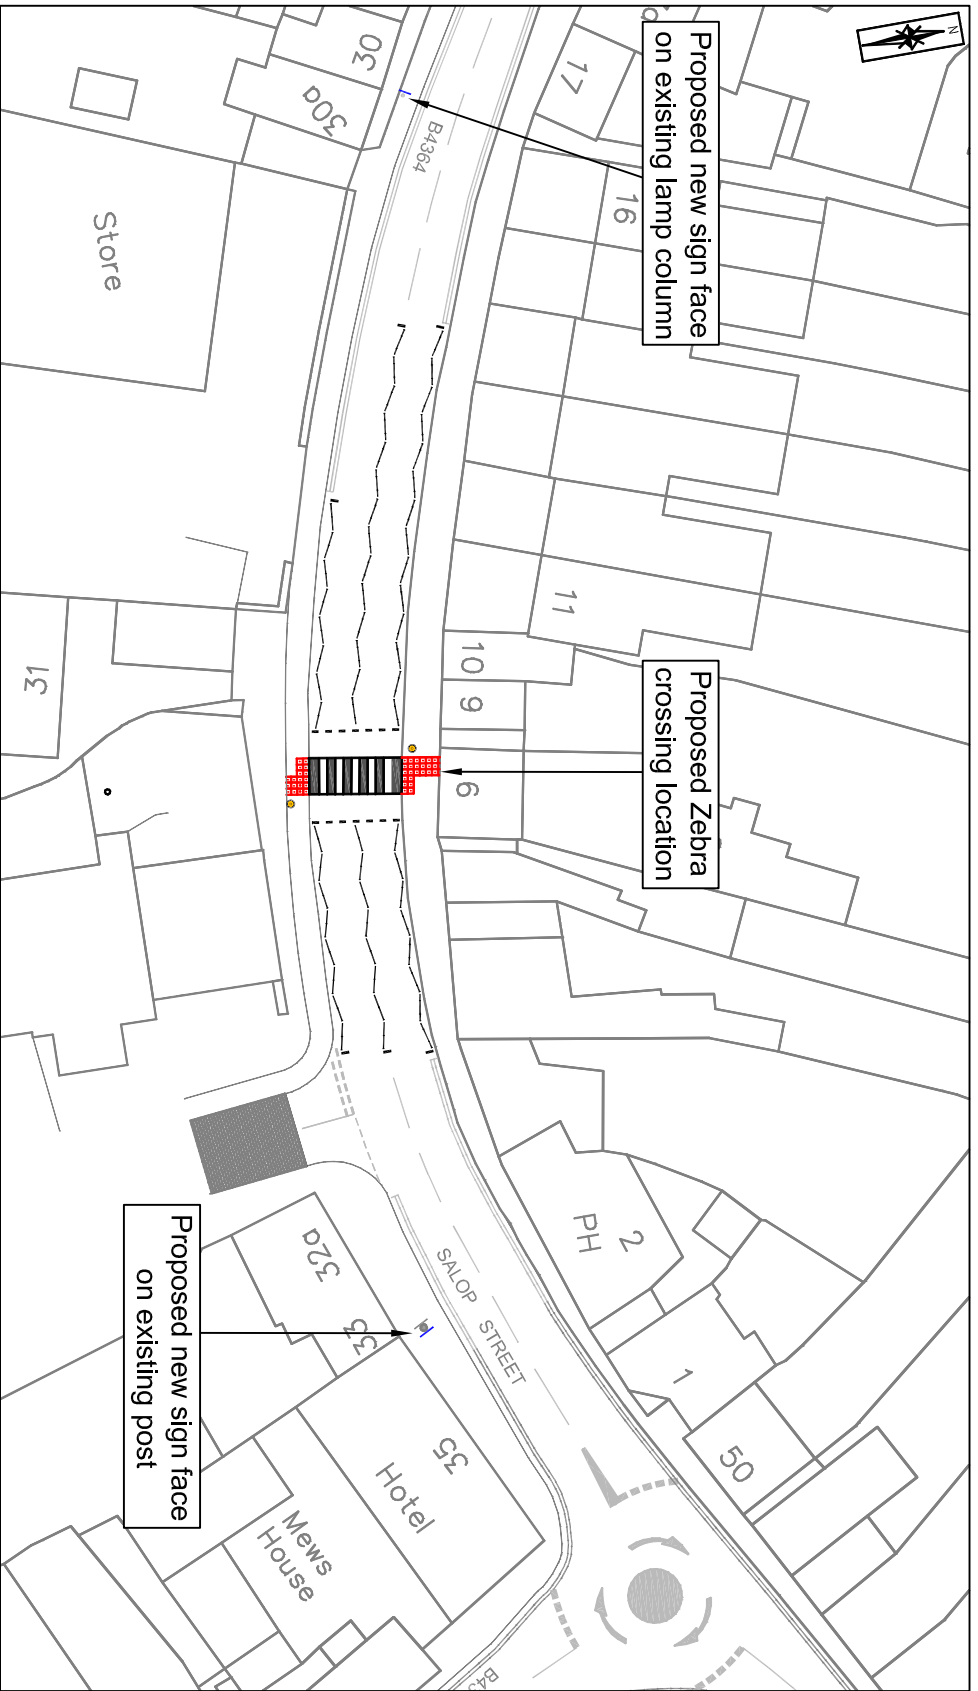 N
Proposed new sign face
on existing lamp column
17
16
30
30a
B4364
Store
11
10
9
6
Proposed Zebra
crossing location
31
2
PH
1
50
SALOP STREET
32a
33
35
Hotel
Mews
House
Proposed new sign face
on existing post